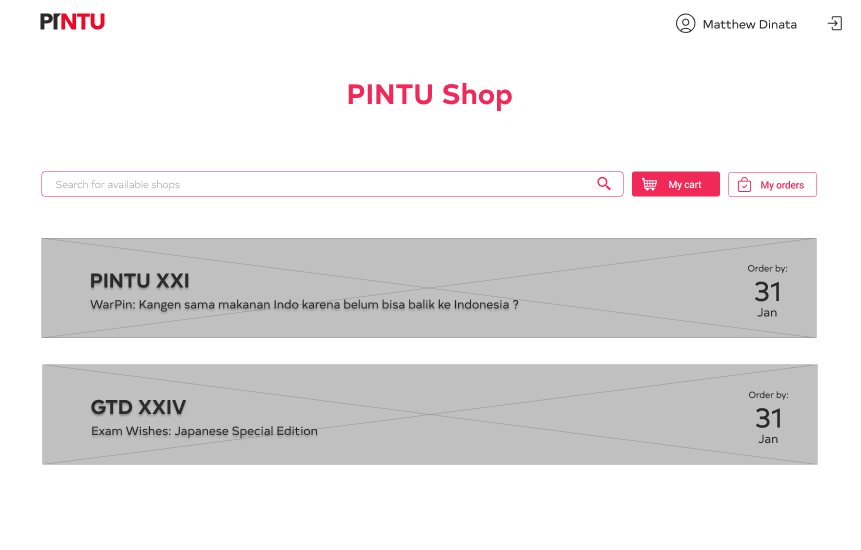 PINTU
Matthew Dinata
PINTU Shop
Search for available shops
My cart
My orders
PINTU XXI
WarPin: Kangen sama makanan Indo karena belum bisa balik ke Indonesia ?
Order by:
31
Jan
GTD XXIV
Exam Wishes: Japanese Special Edition
Order by:
31
Jan